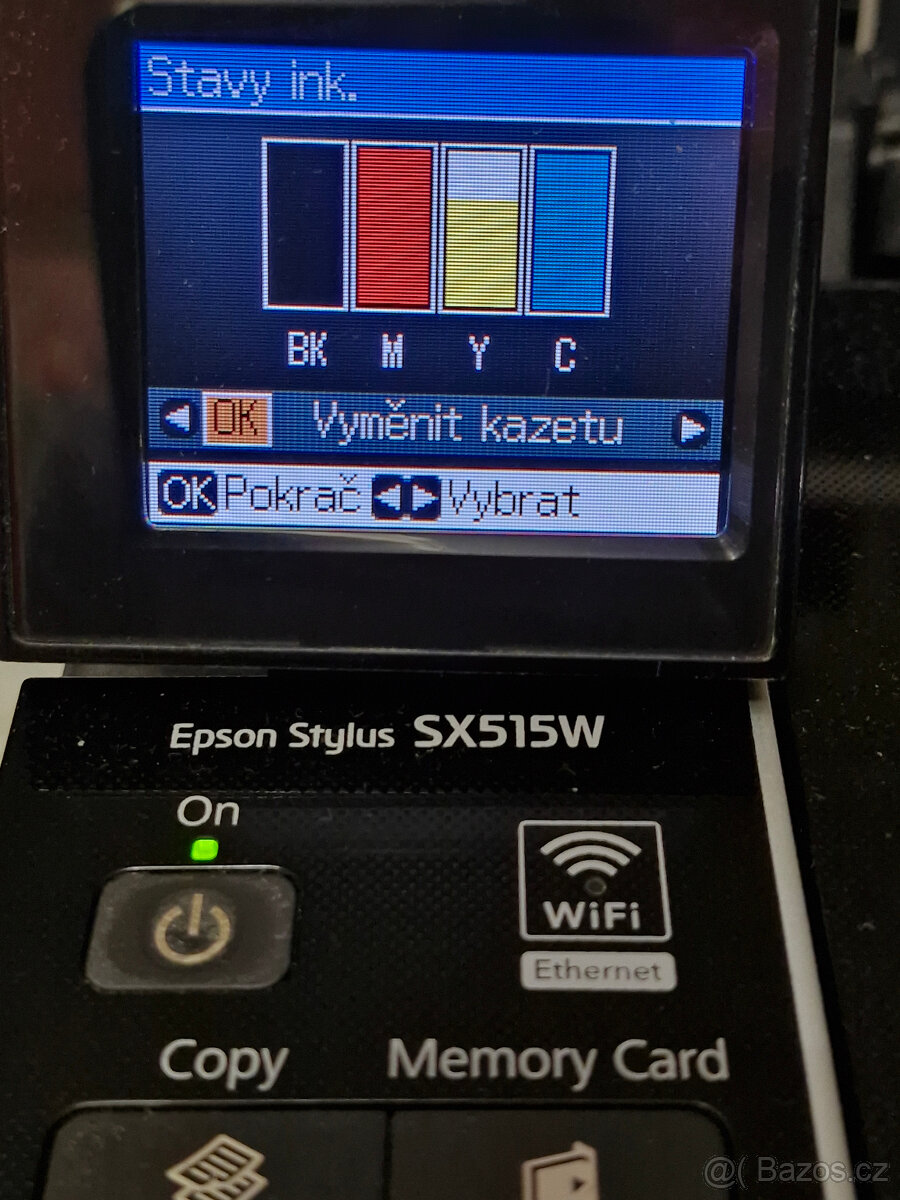 Stavy ink.
BK M Y C
OK Vyměnit kazetu
OK Pokrač Vybrat
Epson Stylus SX515W
On
WiFi
Ethernet
Copy Memory Card
@( Bazos.cz